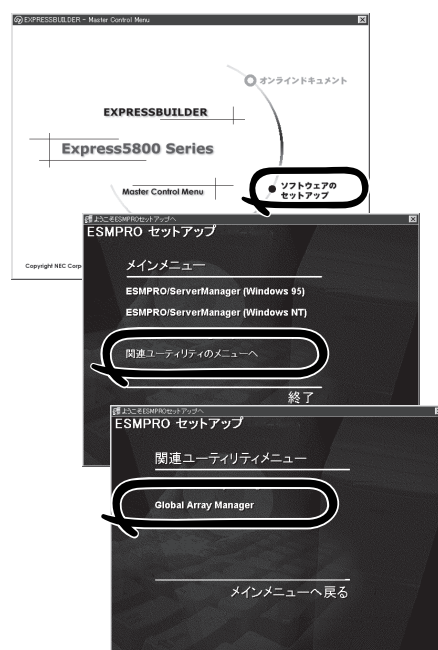 EXPRESSBUILDER - Master Control Menu
オンラインドキュメント
EXPRESSBUILDER
Express5800 Series
ソフトウェアの
セットアップ
Master Control Menu
Copyright NEC Corp
ようこそESMPROセットアップへ
ESMPRO セットアップ
メインメニュー
ESMPRO/ServerManager (Windows 95)
ESMPRO/ServerManager (Windows NT)
関連ユーティリティのメニューへ
終了
ようこそESMPROセットアップへ
ESMPRO セットアップ
関連ユーティリティメニュー
Global Array Manager
メインメニューへ戻る